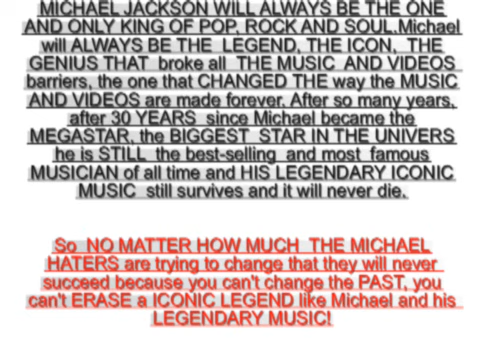 MICHAEL JACKSON WILL ALWAYS BE THE ONE
AND ONLY KING OF POP, ROCK AND SOUL.Michael
will ALWAYS BE THE LEGEND, THE ICON, THE
GENIUS THAT broke all THE MUSIC AND VIDEOS
barriers, the one that CHANGED THE way the MUSIC
AND VIDEOS are made forever. After so many years,
after 30 YEARS since Michael became the
MEGASTAR, the BIGGEST STAR IN THE UNIVERS
he is STILL the best-selling and most famous
MUSICIAN of all time and HIS LEGENDARY ICONIC
MUSIC still survives and it will never die.
So NO MATTER HOW MUCH THE MICHAEL
HATERS are trying to change that they will never
succeed because you can't change the PAST, you
can't ERASE a ICONIC LEGEND like Michael and his
LEGENDARY MUSIC!